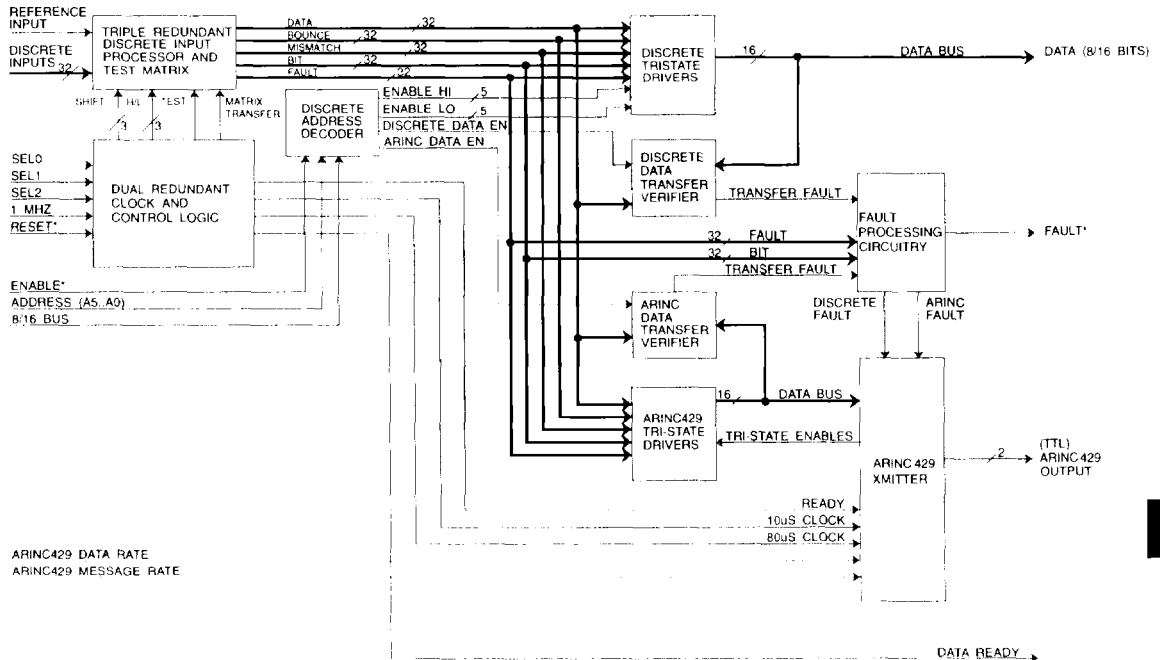 REFERENCE
INPUT
DISCRETE
INPUTS
32
TRIPLE REDUNDANT
DISCRETE INPUT
PROCESSOR AND
TEST MATRIX
DATA
32
BOUNCE
32
MISMATCH
32
BIT
32
FAULT
32
SHIFT
H/L
TEST
MATRIX
TRANSFER
3
3
DISCRETE
ADDRESS
DECODER
ENABLE HI
5
ENABLE LO
5
DISCRETE DATA EN
ARINC DATA EN
DISCRETE
TRISTATE
DRIVERS
16
DATA BUS
DATA (8/16 BITS)
SEL0
SEL1
SEL2
1 MHZ
RESET*
DUAL REDUNDANT
CLOCK AND
CONTROL LOGIC
DISCRETE
DATA
TRANSFER
VERIFIER
TRANSFER FAULT
FAULT
PROCESSING
CIRCUITRY
FAULT*
32
FAULT
32
BIT
TRANSFER FAULT
ENABLE*
ADDRESS (A5..A0)
8/16 BUS
ARINC
DATA
TRANSFER
VERIFIER
DISCRETE
FAULT
ARINC
FAULT
16
DATA BUS
ARINC429
TRI-STATE
DRIVERS
TRI-STATE ENABLES
ARINC429
XMITTER
2
(TTL)
ARINC429
OUTPUT
READY
10uS CLOCK
80uS CLOCK
ARINC429 DATA RATE
ARINC429 MESSAGE RATE
DATA READY